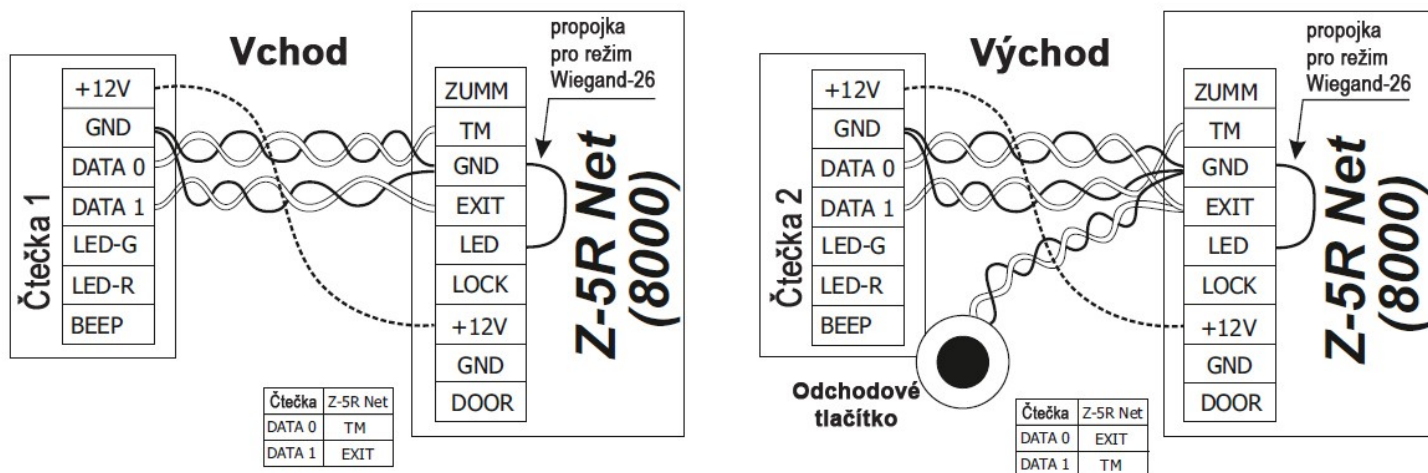 Vchod
propojka
pro režim
Wiegand-26
Čtečka 1
+12V
GND
DATA 0
DATA 1
LED-G
LED-R
BEEP
ZUMM
TM
GND
EXIT
LED
LOCK
+12V
GND
DOOR
Z-5R Net
(8000)
Čtečka Z-5R Net
DATA 0 TM
DATA 1 EXIT
Východ
propojka
pro režim
Wiegand-26
Čtečka 2
+12V
GND
DATA 0
DATA 1
LED-G
LED-R
BEEP
ZUMM
TM
GND
EXIT
LED
LOCK
+12V
GND
DOOR
Z-5R Net
(8000)
Odchodové
tlačítko
Čtečka Z-5R Net
DATA 0 EXIT
DATA 1 TM